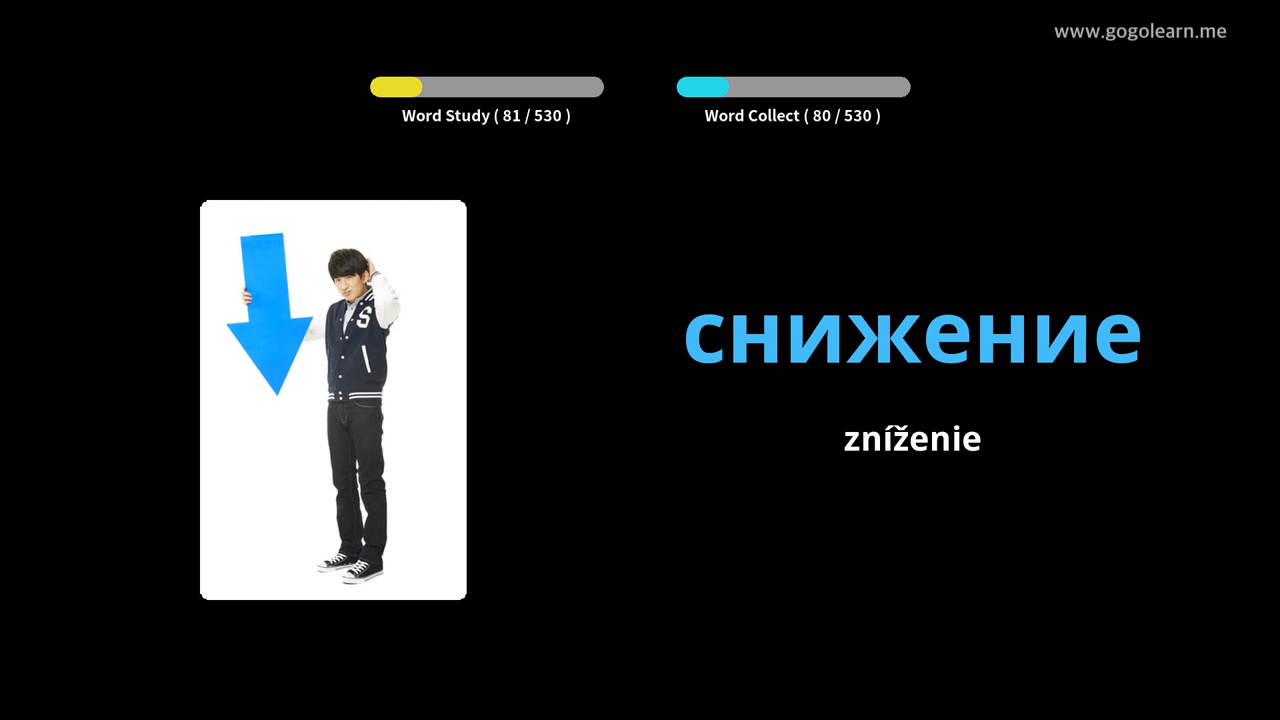 www.gogolearn.me
Word Study ( 81 / 530 )
Word Collect ( 80 / 530 )
S
снижение
zníženie